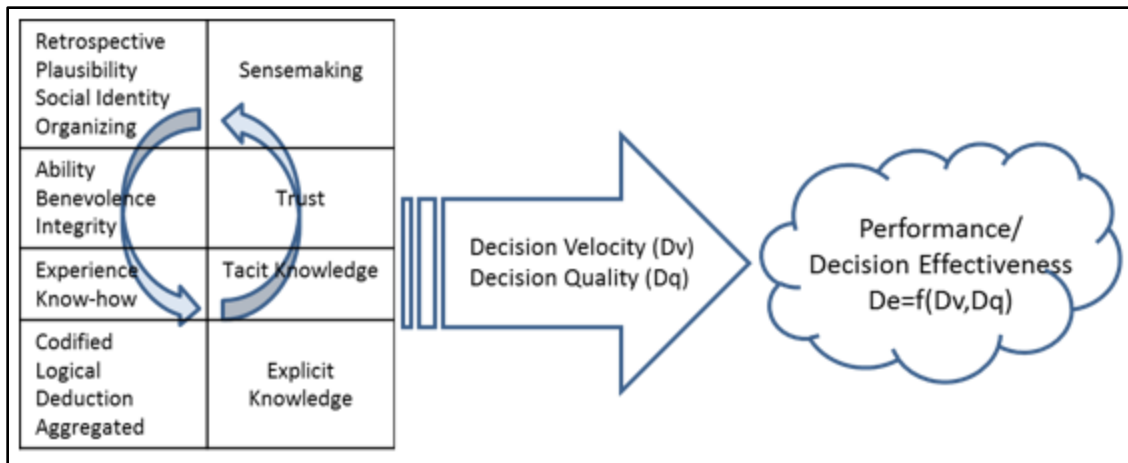 Retrospective
Plausibility
Social Identity
Organizing
Sensemaking
Ability
Benevolence
Integrity
Trust
Experience
Know-how
Tacit Knowledge
Codified
Logical
Deduction
Aggregated
Explicit
Knowledge
Decision Velocity (Dv)
Decision Quality (Dq)
Performance/
Decision Effectiveness
De=f(Dv,Dq)